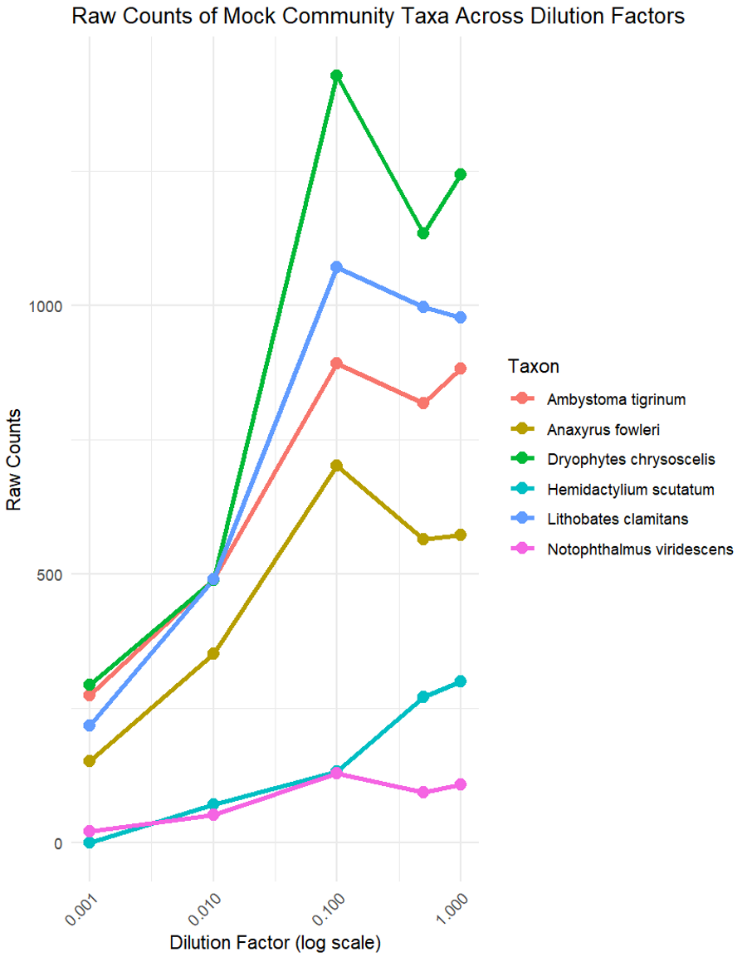 Raw Counts of Mock Community Taxa Across Dilution Factors
1000
500
0
Raw Counts
0.001
0.010
0.100
1.000
Dilution Factor (log scale)
Taxon
Ambystoma tigrinum
Anaxyrus fowleri
Dryophytes chrysoscelis
Hemidactylium scutatum
Lithobates clamitans
Notophthalmus viridescens